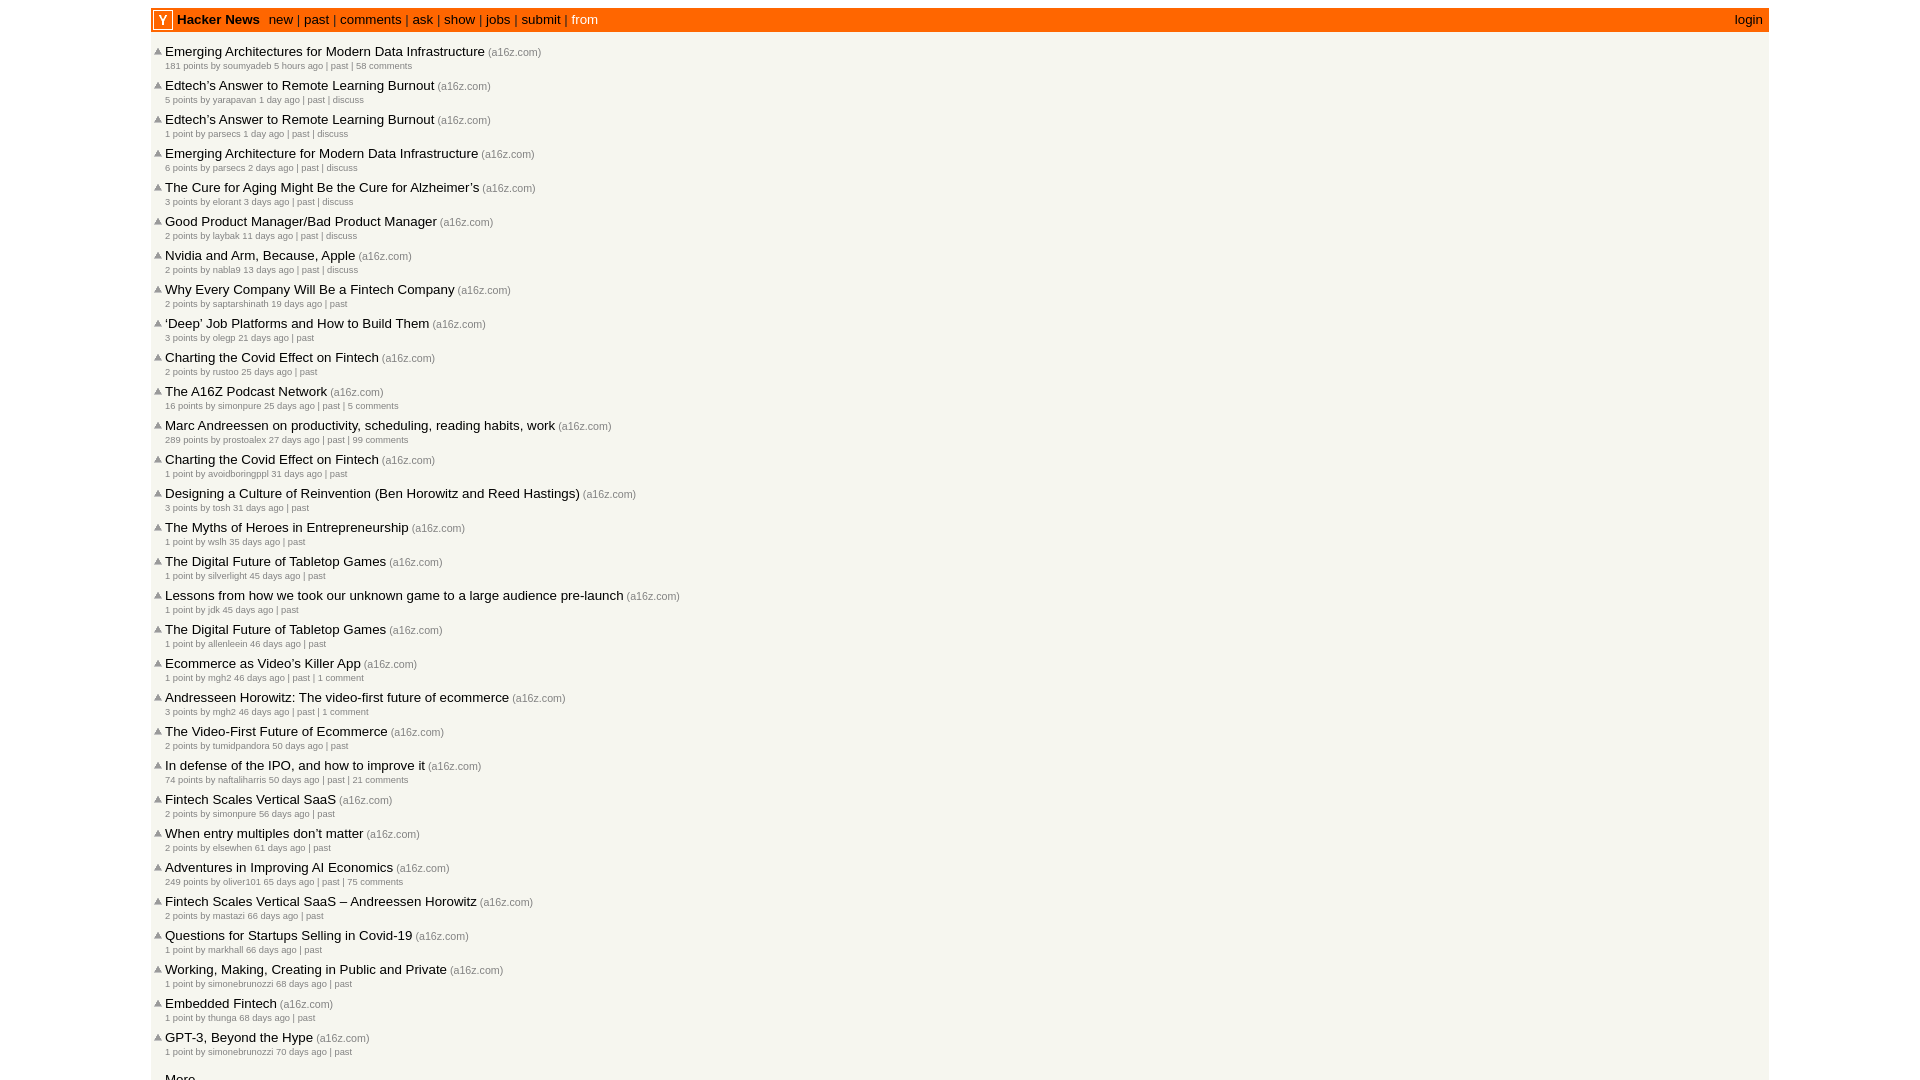 Y Hacker News new | past | comments | ask | show | jobs | submit | from login
Emerging Architectures for Modern Data Infrastructure (a16z.com)
181 points by soumyadeb 5 hours ago | past | 58 comments
Edtech’s Answer to Remote Learning Burnout (a16z.com)
5 points by yarapavan 1 day ago | past | discuss
Edtech’s Answer to Remote Learning Burnout (a16z.com)
1 point by parsecs 1 day ago | past | discuss
Emerging Architecture for Modern Data Infrastructure (a16z.com)
6 points by parsecs 2 days ago | past | discuss
The Cure for Aging Might Be the Cure for Alzheimer’s (a16z.com)
3 points by elorant 3 days ago | past | discuss
Good Product Manager/Bad Product Manager (a16z.com)
2 points by laybak 11 days ago | past | discuss
Nvidia and Arm, Because, Apple (a16z.com)
2 points by nabla9 13 days ago | past | discuss
Why Every Company Will Be a Fintech Company (a16z.com)
2 points by saptarshinath 19 days ago | past
‘Deep’ Job Platforms and How to Build Them (a16z.com)
3 points by olegp 21 days ago | past
Charting the Covid Effect on Fintech (a16z.com)
2 points by rustoo 25 days ago | past
The A16Z Podcast Network (a16z.com)
16 points by simonpure 25 days ago | past | 5 comments
Marc Andreessen on productivity, scheduling, reading habits, work (a16z.com)
289 points by prostoalex 27 days ago | past | 99 comments
Charting the Covid Effect on Fintech (a16z.com)
1 point by avoidboringppl 31 days ago | past
Designing a Culture of Reinvention (Ben Horowitz and Reed Hastings) (a16z.com)
3 points by tosh 31 days ago | past
The Myths of Heroes in Entrepreneurship (a16z.com)
1 point by wslh 35 days ago | past
The Digital Future of Tabletop Games (a16z.com)
1 point by silverlight 45 days ago | past
Lessons from how we took our unknown game to a large audience pre-launch (a16z.com)
1 point by jdk 45 days ago | past
The Digital Future of Tabletop Games (a16z.com)
1 point by allenleein 46 days ago | past
Ecommerce as Video’s Killer App (a16z.com)
1 point by mgh2 46 days ago | past | 1 comment
Andresseen Horowitz: The video-first future of ecommerce (a16z.com)
3 points by mgh2 46 days ago | past | 1 comment
The Video-First Future of Ecommerce (a16z.com)
2 points by tumidpandora 50 days ago | past
In defense of the IPO, and how to improve it (a16z.com)
74 points by naftaliharris 50 days ago | past | 21 comments
Fintech Scales Vertical SaaS (a16z.com)
2 points by simonpure 56 days ago | past
When entry multiples don’t matter (a16z.com)
2 points by elsewhen 61 days ago | past
Adventures in Improving AI Economics (a16z.com)
249 points by oliver101 65 days ago | past | 75 comments
Fintech Scales Vertical SaaS – Andreessen Horowitz (a16z.com)
2 points by mastazi 66 days ago | past
Questions for Startups Selling in Covid-19 (a16z.com)
1 point by markhall 66 days ago | past
Working, Making, Creating in Public and Private (a16z.com)
1 point by simonebrunozzi 68 days ago | past
Embedded Fintech (a16z.com)
1 point by thunga 68 days ago | past
GPT-3, Beyond the Hype (a16z.com)
1 point by simonebrunozzi 70 days ago | past
More